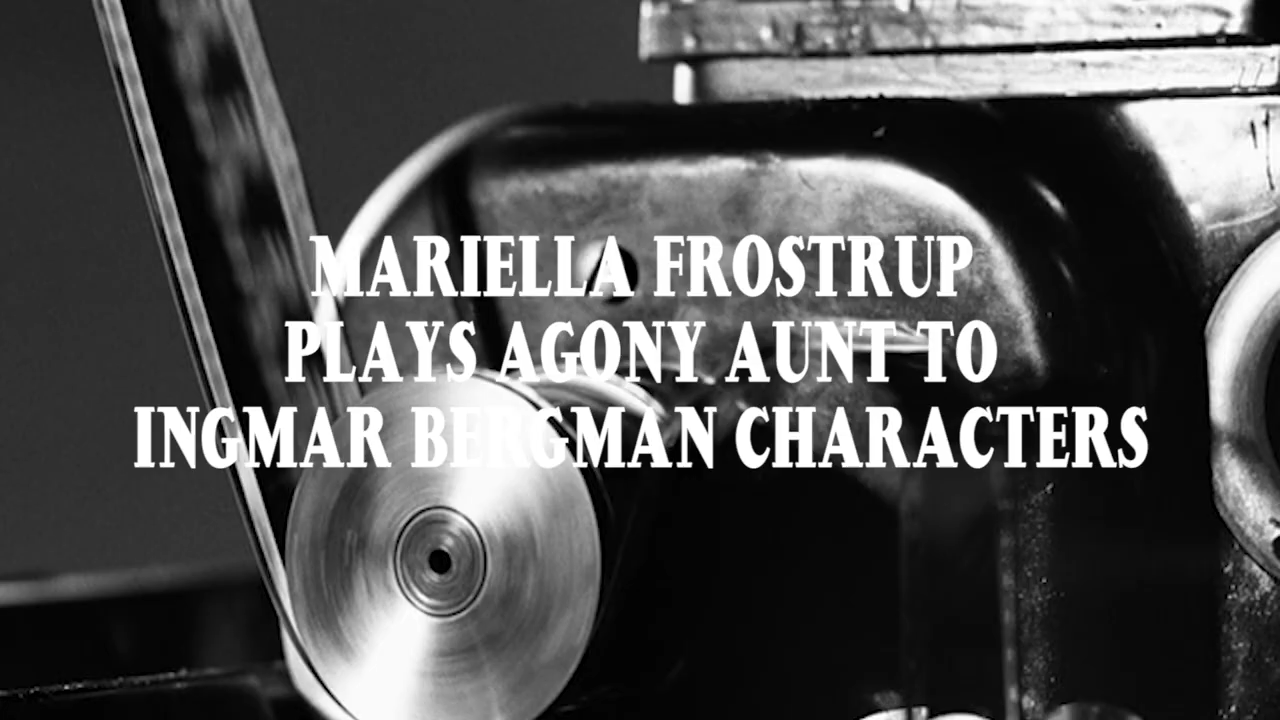 MARIELLA FROSTRUP
PLAYS AGONY AUNT TO
INGMAR BERGMAN CHARACTERS